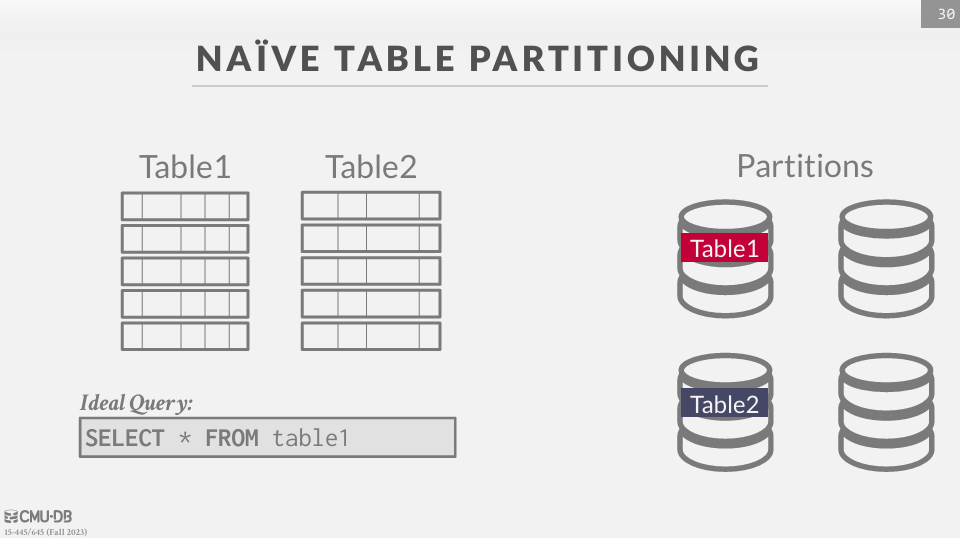 30
NAÏVE TABLE PARTITIONING
Table1
Table2
Partitions
Table1
Table2
Ideal Query:
SELECT * FROM table1
CMU·DB
15-445/645 (Fall 2023)